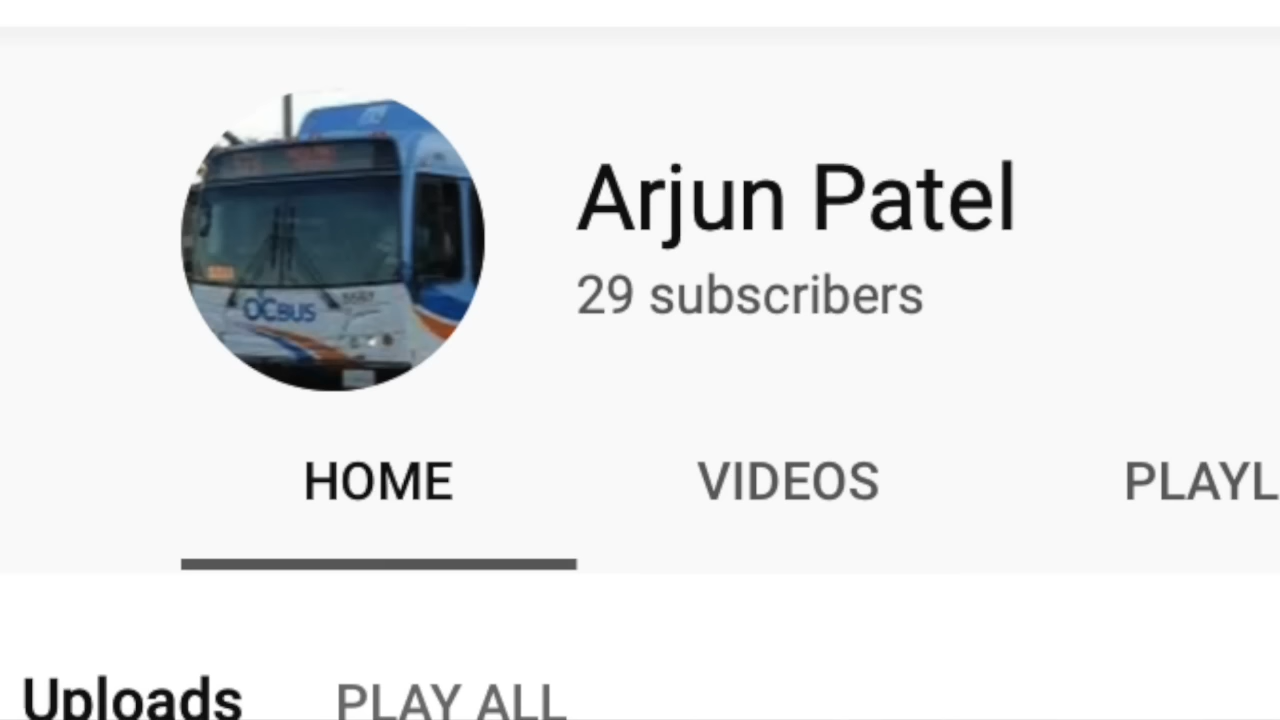 OCBUS
Arjun Patel
29 subscribers
HOME VIDEOS PLAYL
Uploads PLAY ALL